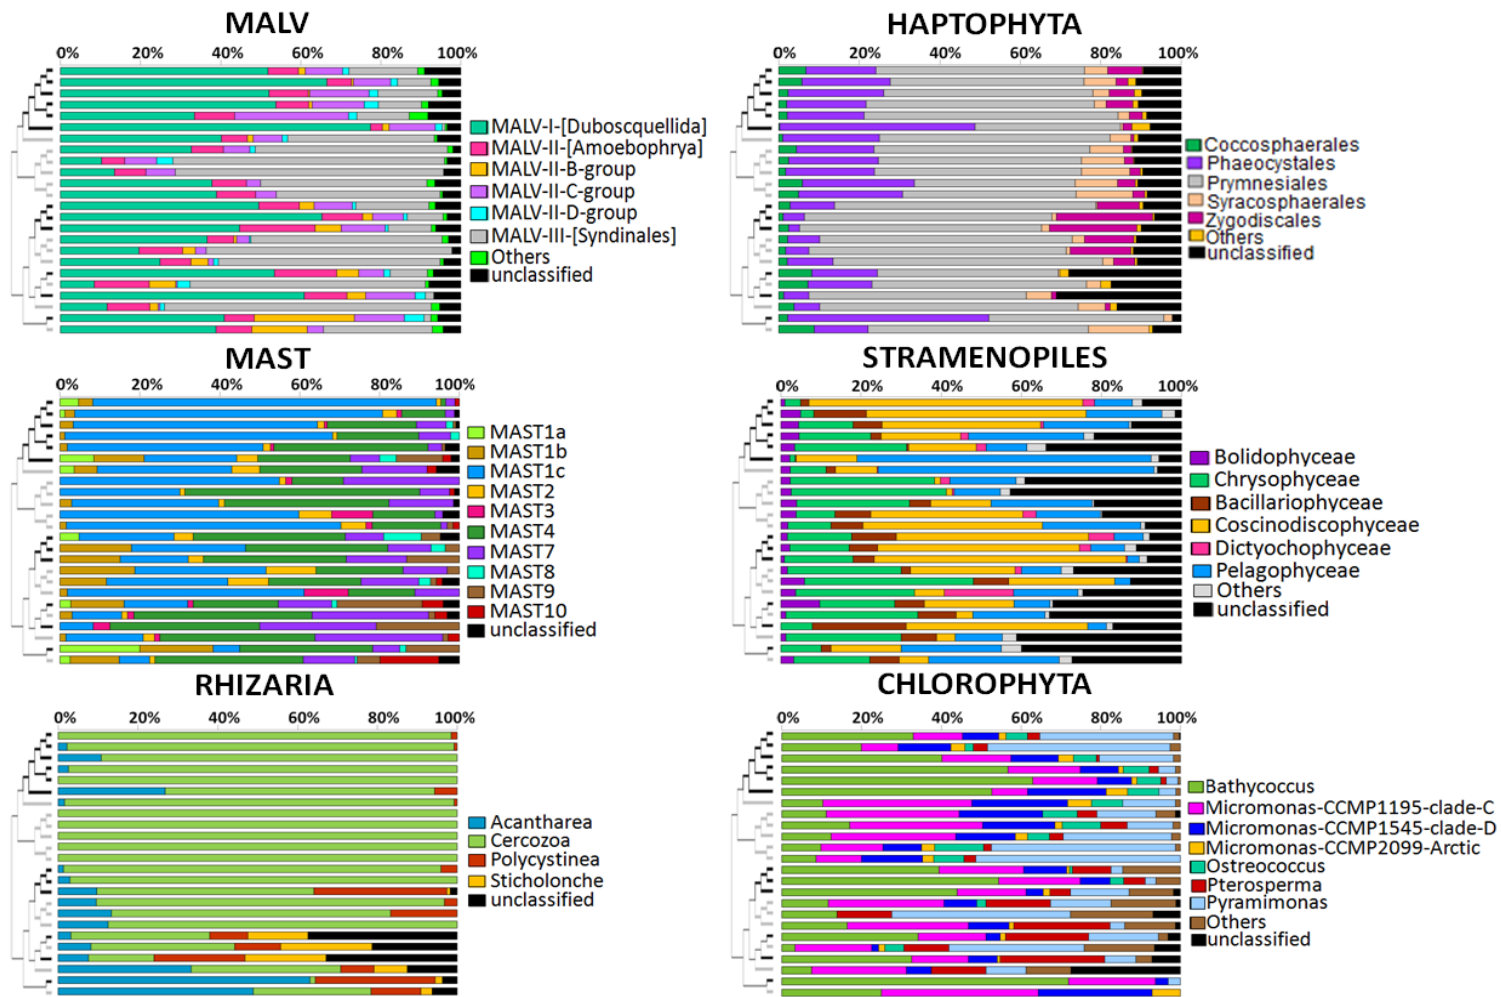 MALV
0% 20% 40% 60% 80% 100%
MALV-I-[Duboscquellida]
MALV-II-[Amoebophrya]
MALV-II-B-group
MALV-II-C-group
MALV-II-D-group
MALV-III-[Syndinales]
Others
unclassified
HAPTOPHYTA
0% 20% 40% 60% 80% 100%
Coccosphaerales
Phaeocystales
Prymnesiales
Syracosphaerales
Zygodiscales
Others
unclassified
MAST
0% 20% 40% 60% 80% 100%
MAST1a
MAST1b
MAST1c
MAST2
MAST3
MAST4
MAST7
MAST8
MAST9
MAST10
unclassified
STRAMENOPILES
0% 20% 40% 60% 80% 100%
Bolidophyceae
Chrysophyceae
Bacillariophyceae
Coscinodiscophyceae
Dictyochophyceae
Pelagophyceae
Others
unclassified
RHIZARIA
0% 20% 40% 60% 80% 100%
Acantharea
Cercozoa
Polycystinea
Sticholonche
unclassified
CHLOROPHYTA
0% 20% 40% 60% 80% 100%
Bathycoccus
Micromonas-CCMP1195-clade-C
Micromonas-CCMP1545-clade-D
Micromonas-CCMP2099-Arctic
Ostreococcus
Pterosperma
Pyramimonas
Others
unclassified